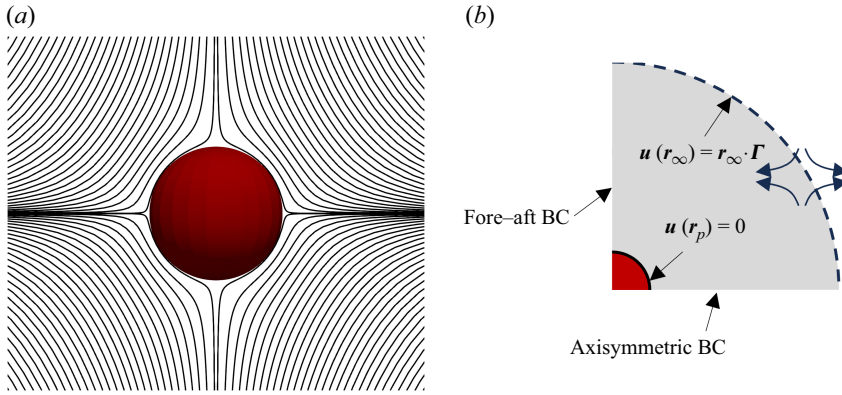 (a)
(b)
u (r∞) = r∞·Γ
Fore–aft BC
u (rp) = 0
Axisymmetric BC